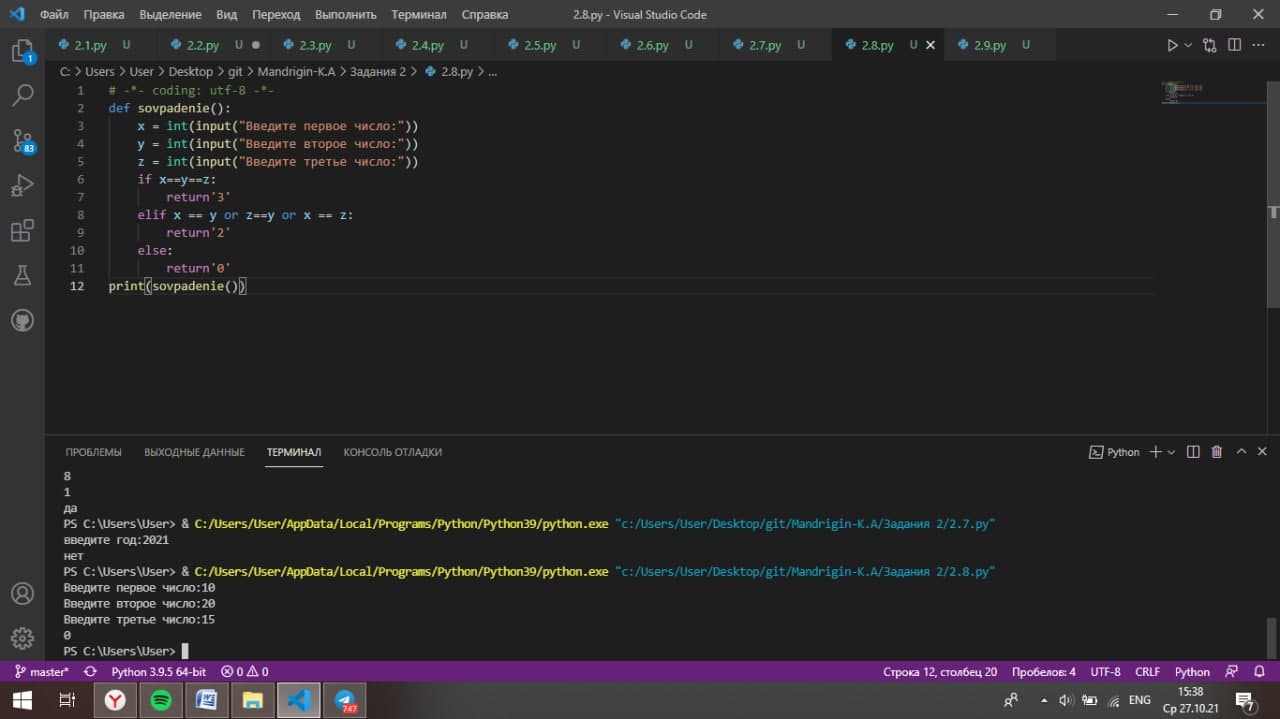 Файл Правка Выделение Вид Переход Выполнить Терминал Справка 2.8.py - Visual Studio Code
2.1.py U 2.2.py U 2.3.py U 2.4.py U 2.5.py U 2.6.py U 2.7.py U 2.8.py U 2.9.py U
C: > Users > User > Desktop > git > Mandrigin-K.A > Задания 2 > 2.8.py > ...
1 # -*- coding: utf-8 -*-
2 def sovpadenie():
3 x = int(input("Введите первое число:"))
4 y = int(input("Введите второе число:"))
5 z = int(input("Введите третье число:"))
6 if x==y==z:
7 return'3'
8 elif x == y or z==y or x == z:
9 return'2'
10 else:
11 return'0'
12 print(sovpadenie())
1
83
ПРОБЛЕМЫ ВЫХОДНЫЕ ДАННЫЕ ТЕРМИНАЛ КОНСОЛЬ ОТЛАДКИ Python
8
1
да
PS C:\Users\User> & C:/Users/User/AppData/Local/Programs/Python/Python39/python.exe "c:/Users/User/Desktop/git/Mandrigin-K.A/Задания 2/2.7.py"
введите год:2021
нет
PS C:\Users\User> & C:/Users/User/AppData/Local/Programs/Python/Python39/python.exe "c:/Users/User/Desktop/git/Mandrigin-K.A/Задания 2/2.8.py"
Введите первое число:10
Введите второе число:20
Введите третье число:15
0
PS C:\Users\User>
master* Python 3.9.5 64-bit 0 0 Строка 12, столбец 20 Пробелов: 4 UTF-8 CRLF Python
747 ENG 15:38
Ср 27.10.21 7